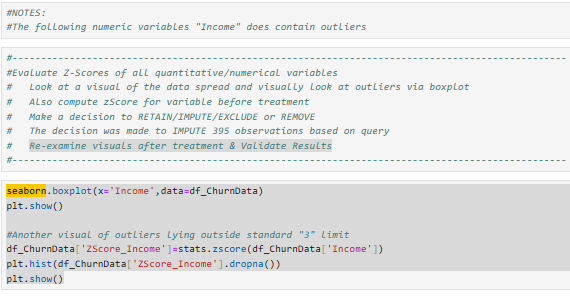 #NOTES:
#The following numeric variables "Income" does contain outliers
#-----------------------------------------------------------------------------
#Evaluate Z-Scores of all quantitative/numerical variables
#   Look at a visual of the data spread and visually look at outliers via boxplot
#   Also compute zScore for variable before treatment
#   Make a decision to RETAIN/IMPUTE/EXCLUDE or REMOVE
#   The decision was made to IMPUTE 395 observations based on query
#   Re-examine visuals after treatment & Validate Results
#-----------------------------------------------------------------------------
seaborn.boxplot(x='Income',data=df_ChurnData)
plt.show()
#Another visual of outliers lying outside standard "3" limit
df_ChurnData['ZScore_Income']=stats.zscore(df_ChurnData['Income'])
plt.hist(df_ChurnData['ZScore_Income'].dropna())
plt.show()